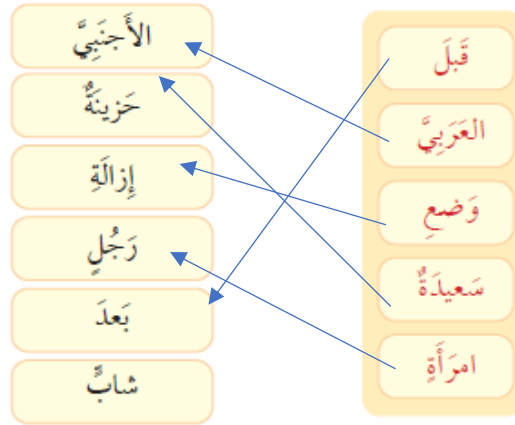 قَبلَ
العَرَبِيَّ
وَضعِ
سَعيدَةٌ
امرَأَةٍ
الأَجنَبِيَّ
حَزينَةٌ
إِزالَةِ
رَجُلٍ
بَعدَ
شابٌّ